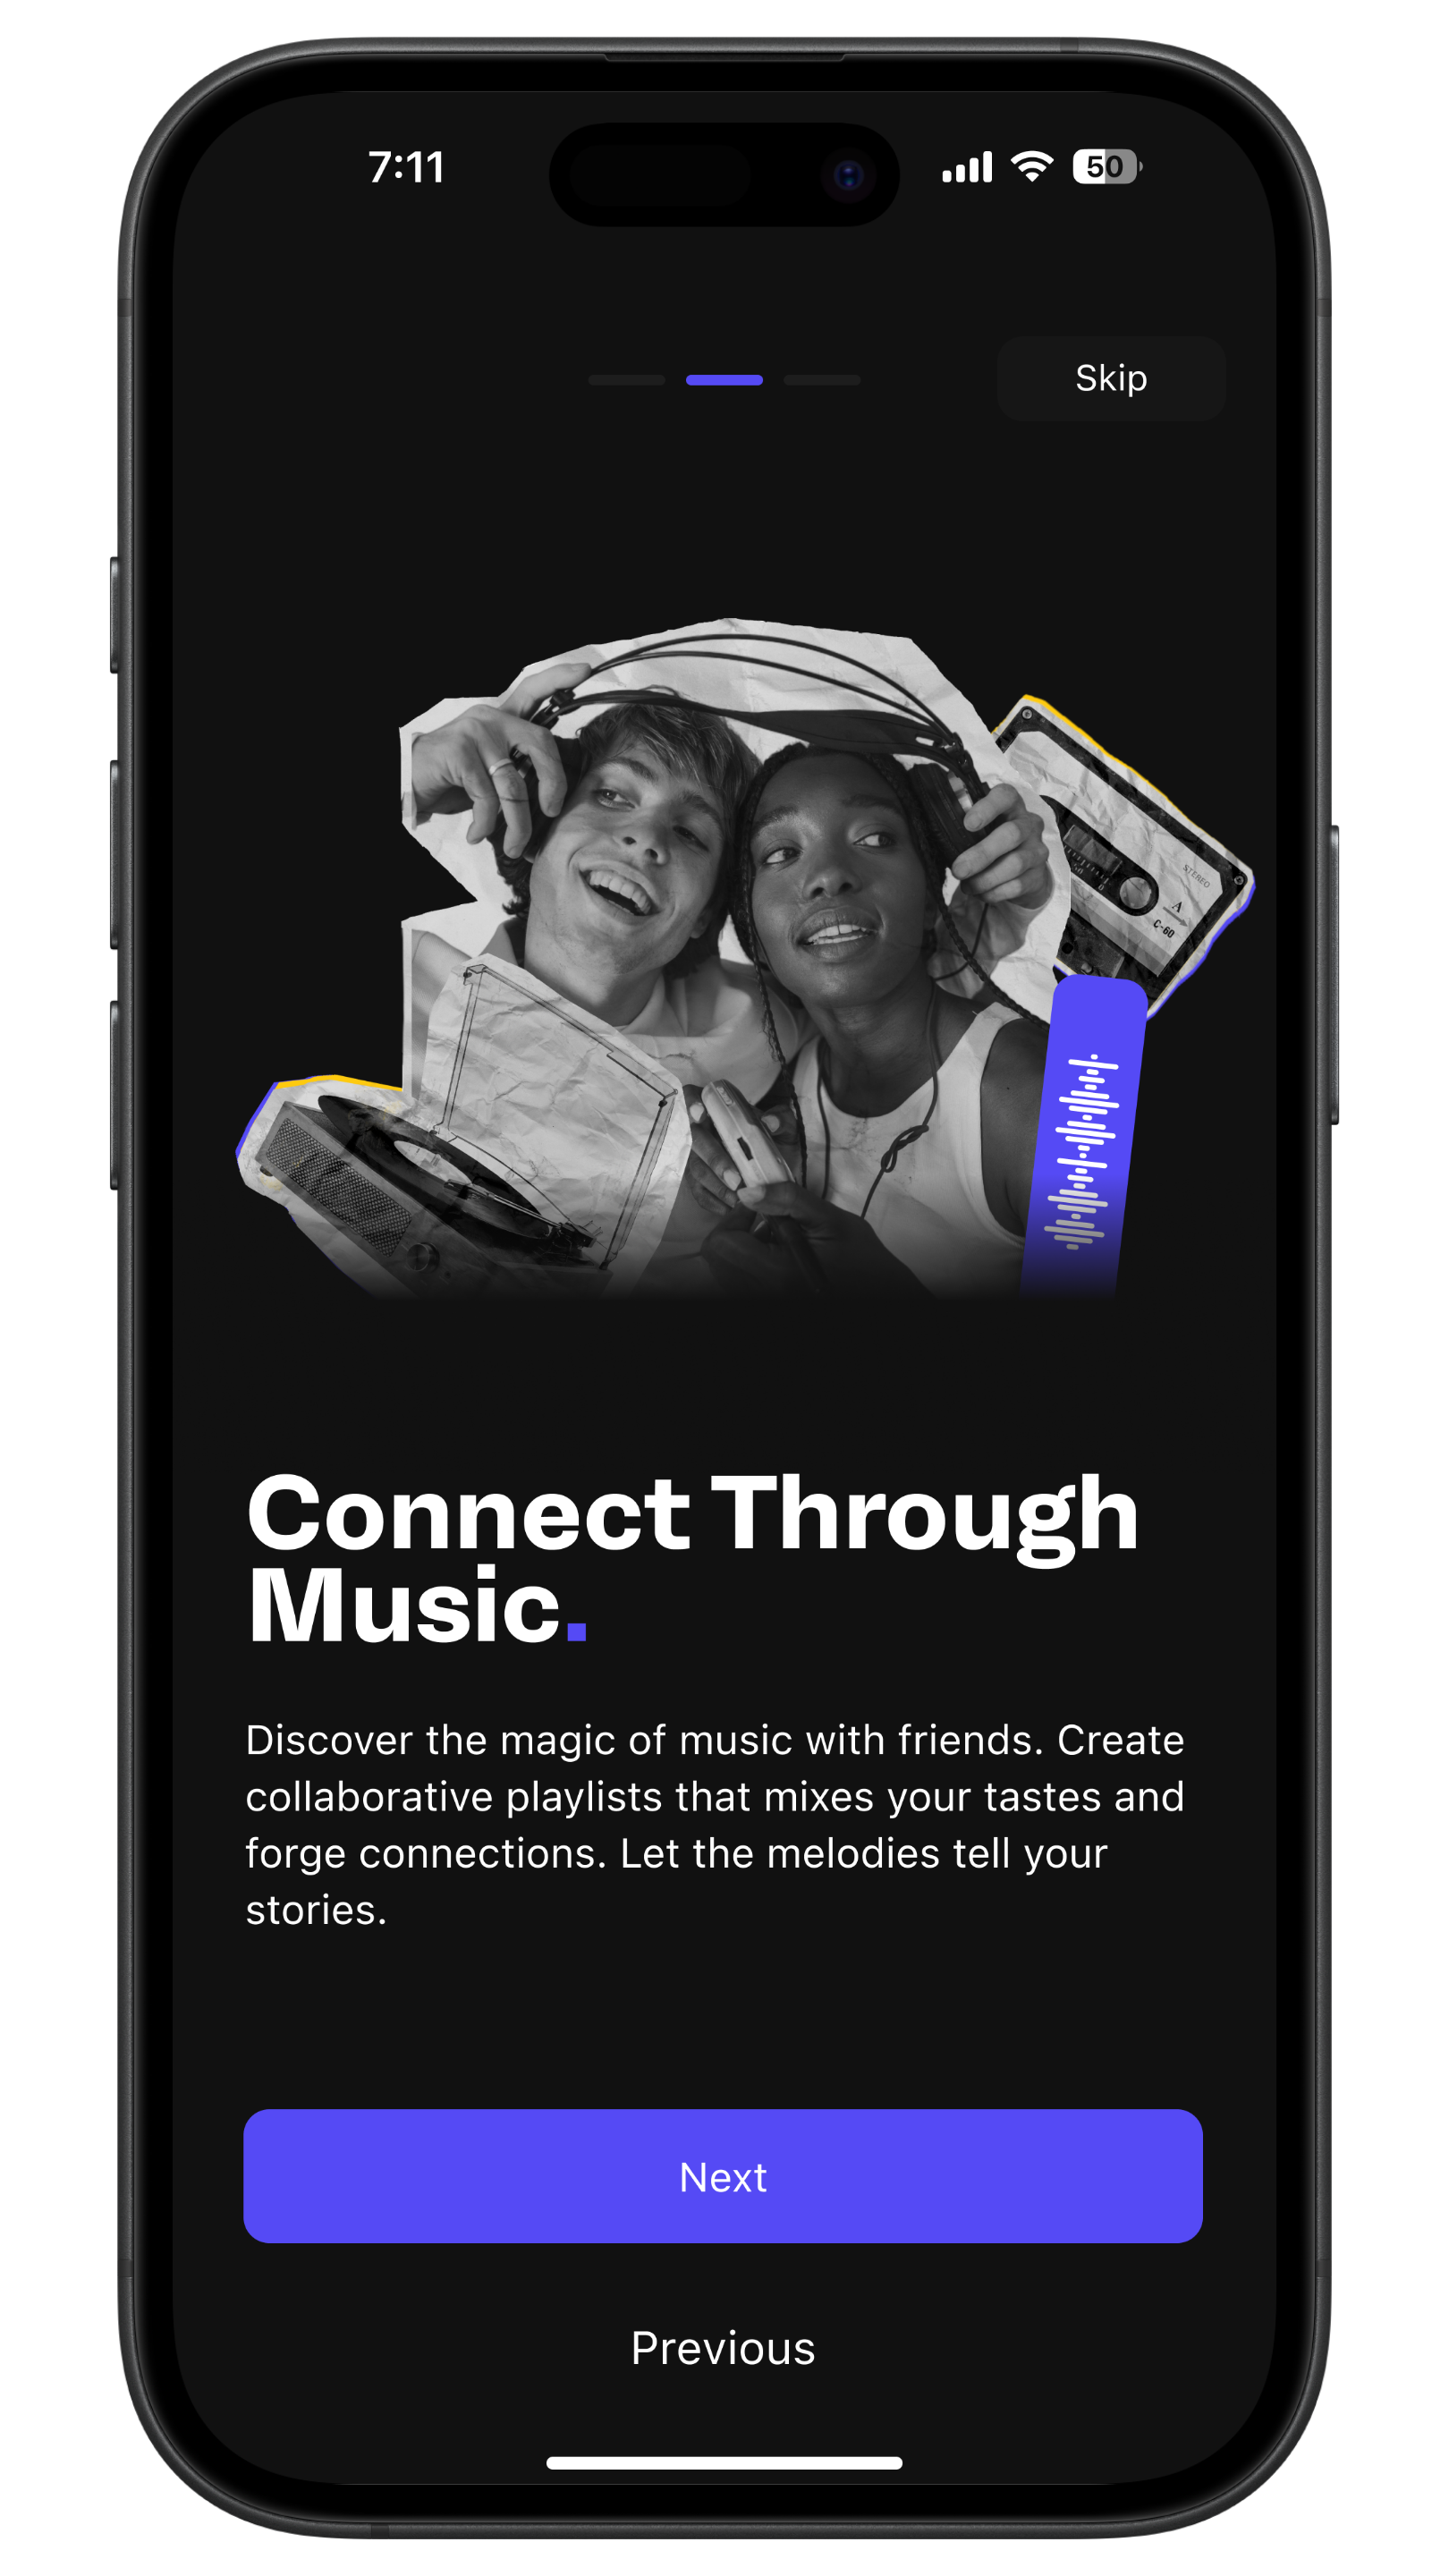 7:11
50
Skip
STEREO
A
C-60
Connect Through
Music.
Discover the magic of music with friends. Create
collaborative playlists that mixes your tastes and
forge connections. Let the melodies tell your
stories.
Next
Previous